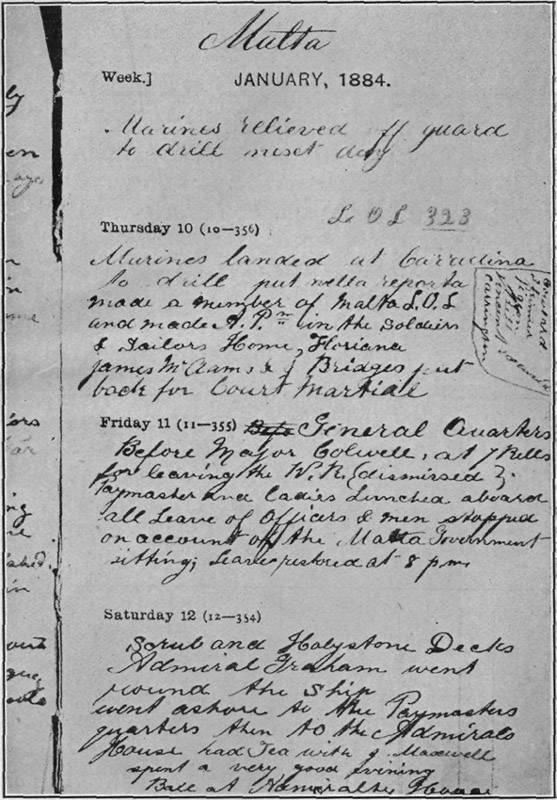 Malta
Week.] JANUARY, 1884.
Marines relieved off guard
to drill next day
L O L 323
Thursday 10 (10—356)
Marines landed at Corradina
to drill put reports
made a member of Malta L.O.L
and made A. P. in the Soldiers
& Sailors Home, Floriana
James McAams & J Bridges put
back for Court Martial
Friday 11 (11—355) General Quarters
Before Major Colwell, at 7 Bells
for leaving the W.R. (dismissed).
Paymaster and ladies Lunched aboard
all Leave of Officers & men stopped
on account of the Malta Government
sitting; Leave restored at 8 pm
Saturday 12 (12—354)
Scrub and Holystone Decks
Admiral Graham went
round the Ship
went ashore to the Paymasters
quarters then to the Admirals
House had Tea with J Maxwell
spent a very good evining
Ball at House